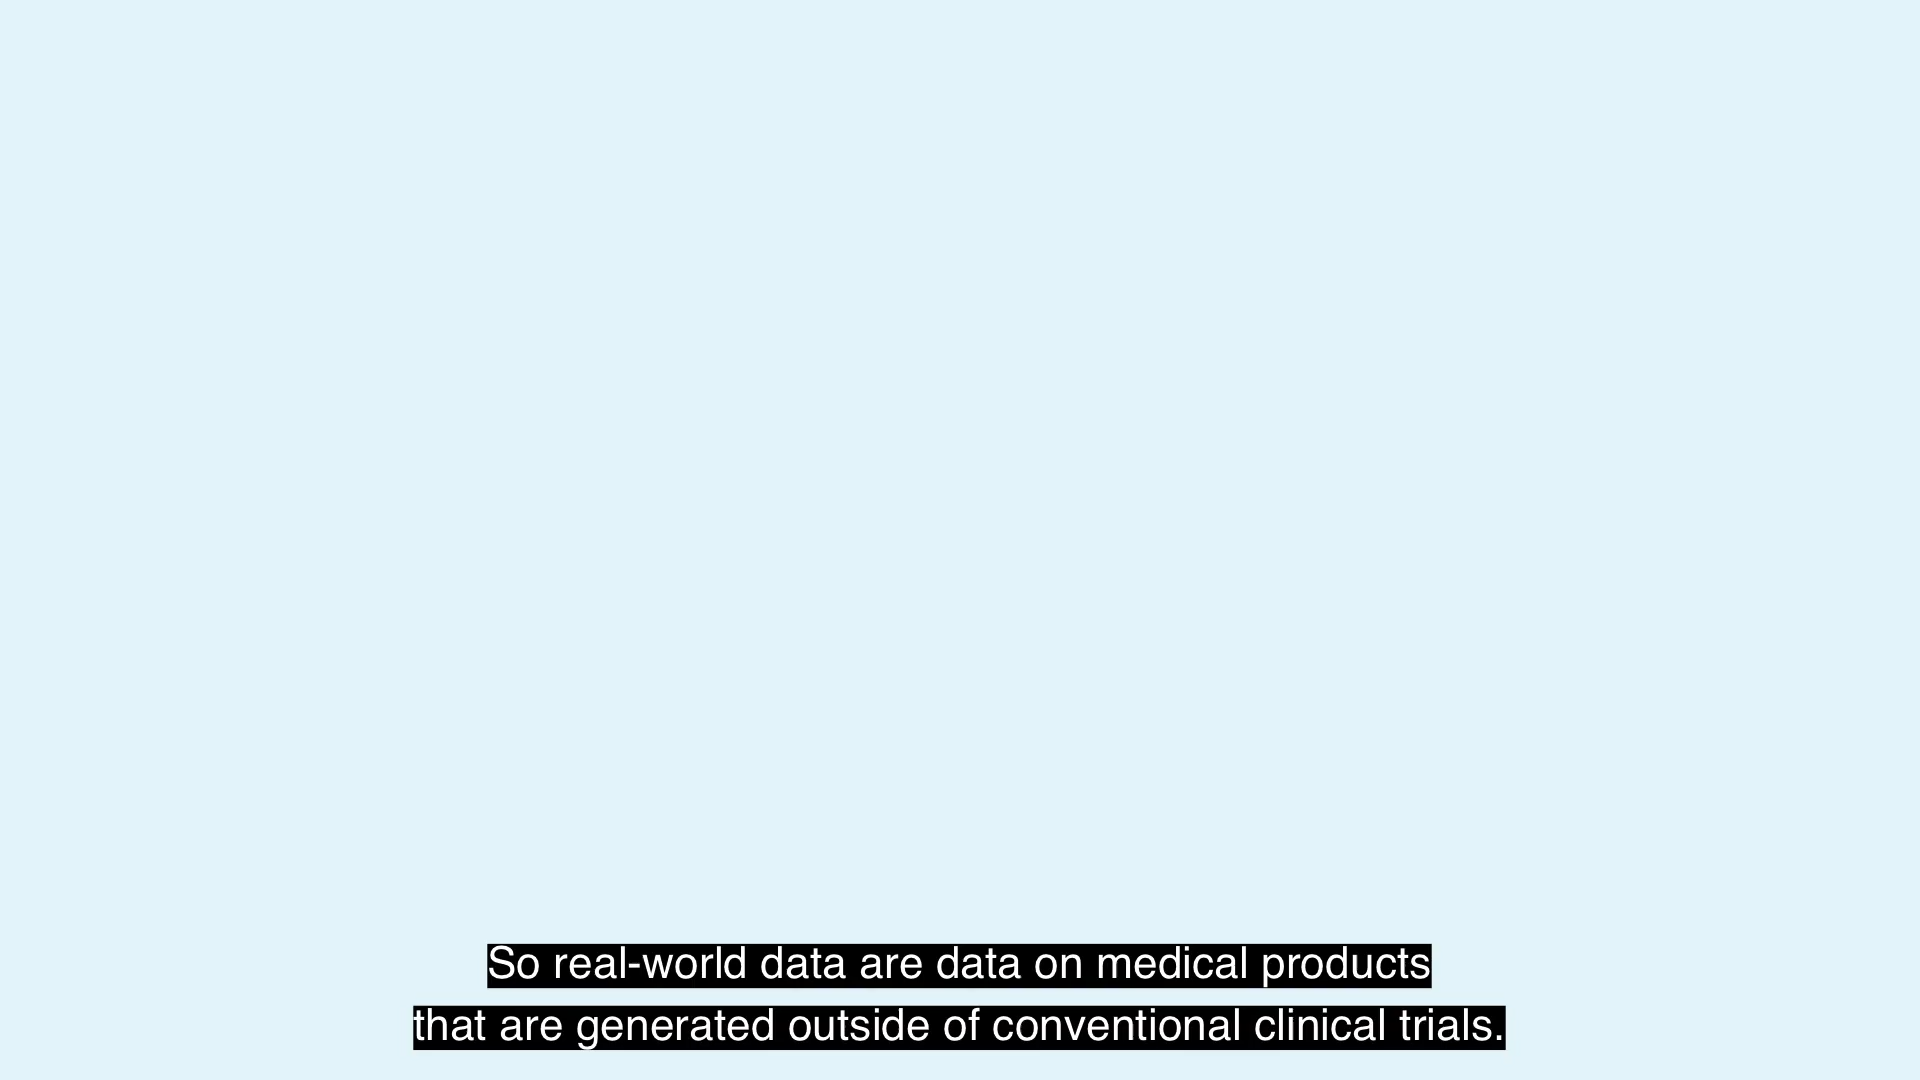 So real-world data are data on medical products
that are generated outside of conventional clinical trials.